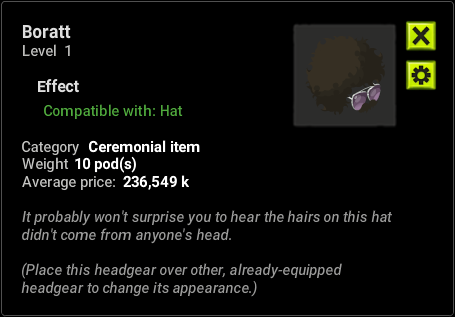 Boratt
Level 1
Effect
Compatible with: Hat
Category Ceremonial item
Weight 10 pod(s)
Average price: 236,549 k
It probably won't surprise you to hear the hairs on this hat
didn't come from anyone's head.
(Place this headgear over other, already-equipped
headgear to change its appearance.)